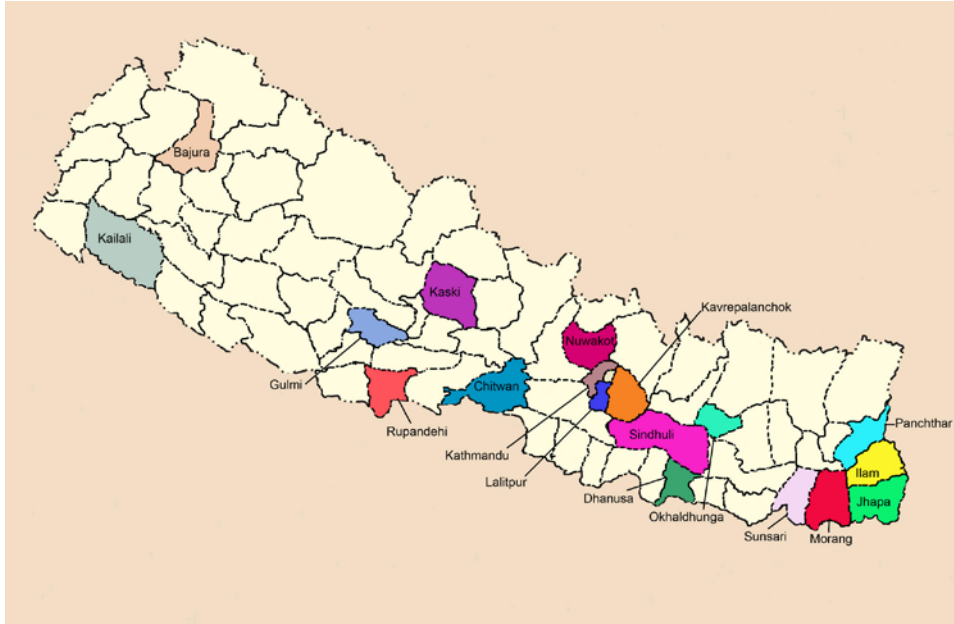 Bajura
Kailali
Kaski
Kavrepalanchok
Nuwakot
Gulmi
Chitwan
Rupandehi
Panchthar
Sindhuli
Kathmandu
Ilam
Lalitpur
Dhanusa
Jhapa
Okhaldhunga
Sunsari
Morang